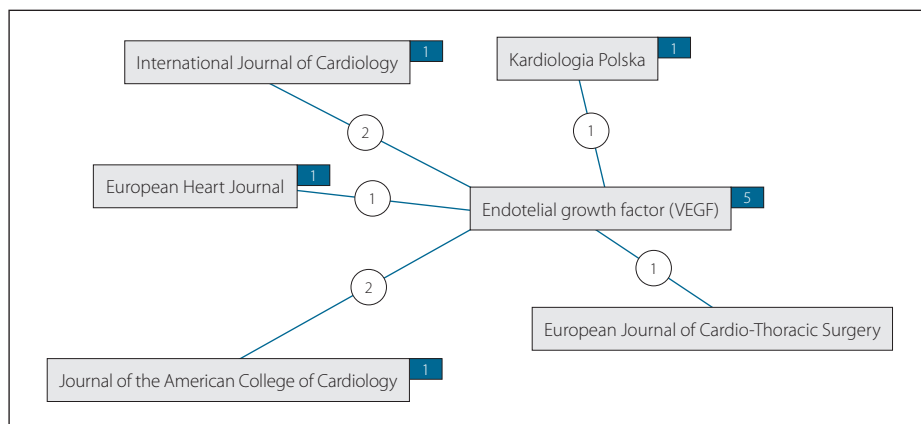 International Journal of Cardiology 1
Kardiologia Polska 1
2
1
European Heart Journal 1
1
Endotelial growth factor (VEGF) 5
1
2
European Journal of Cardio-Thoracic Surgery
Journal of the American College of Cardiology 1